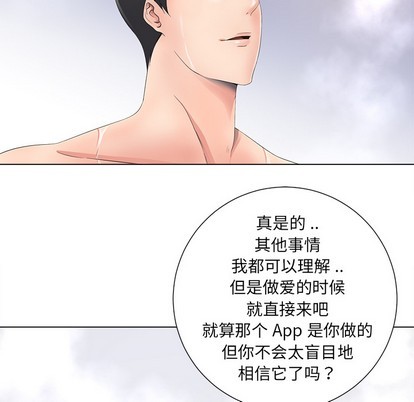 真是的 ..
其他事情
我都可以理解 ..
但是做爱的时候
就直接来吧
就算那个 App 是你做的
但你不会太盲目地
相信它了吗？